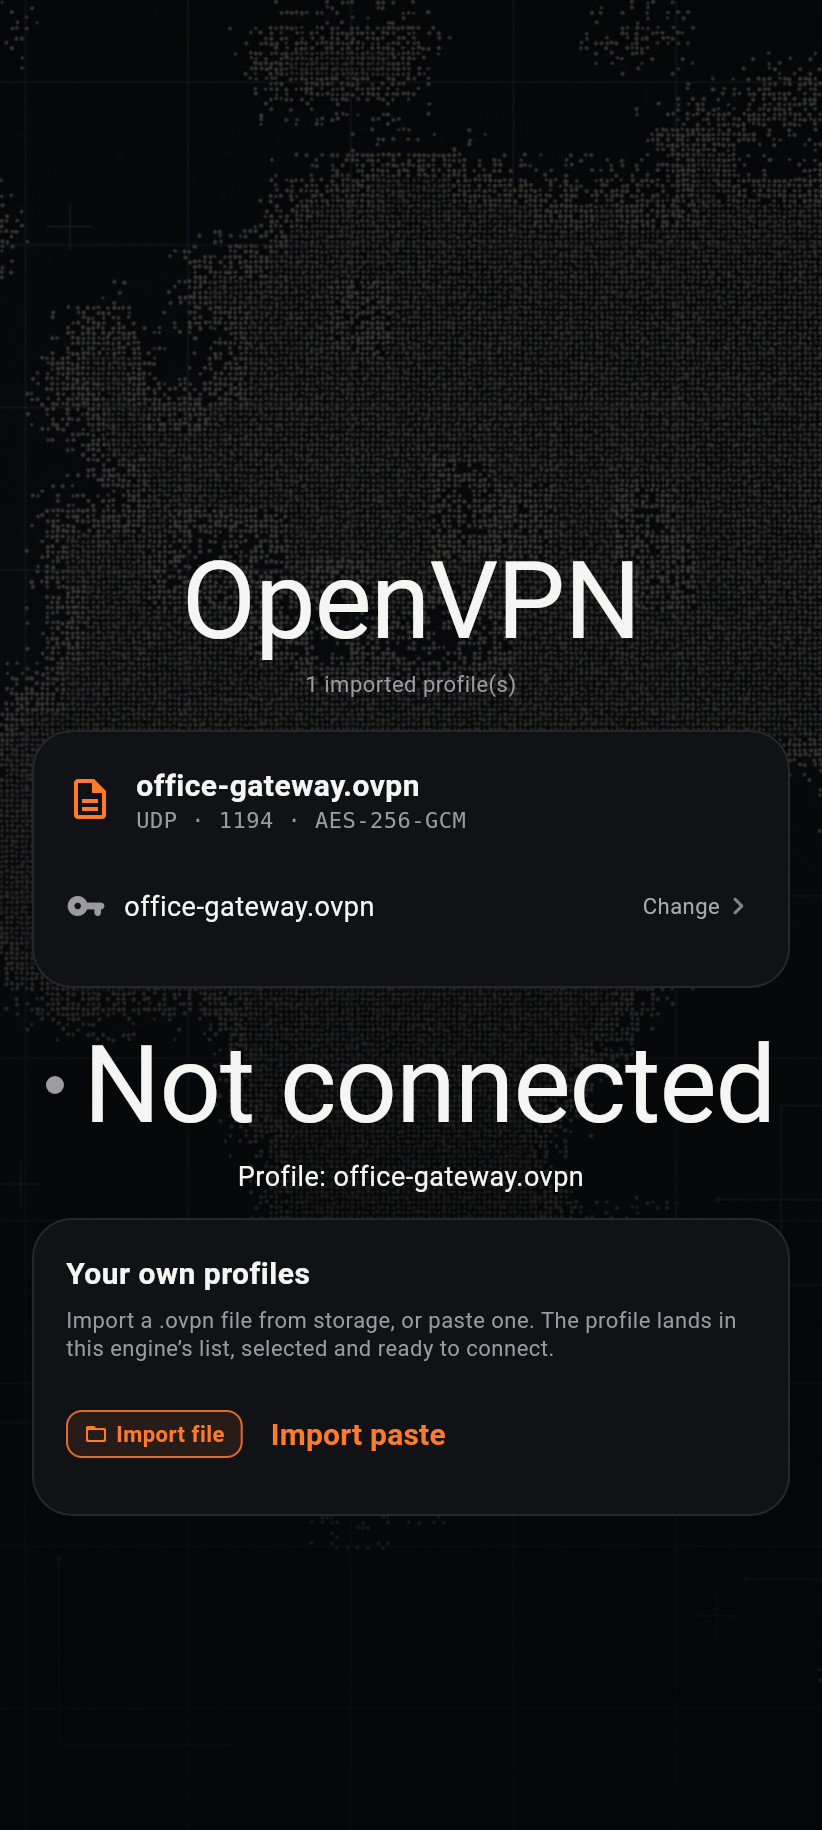 OpenVPN
1 imported profile(s)
office-gateway.ovpn
UDP · 1194 · AES-256-GCM
office-gateway.ovpn
Change
Not connected
Profile: office-gateway.ovpn
Your own profiles
Import a .ovpn file from storage, or paste one. The profile lands in
this engine’s list, selected and ready to connect.
Import file
Import paste